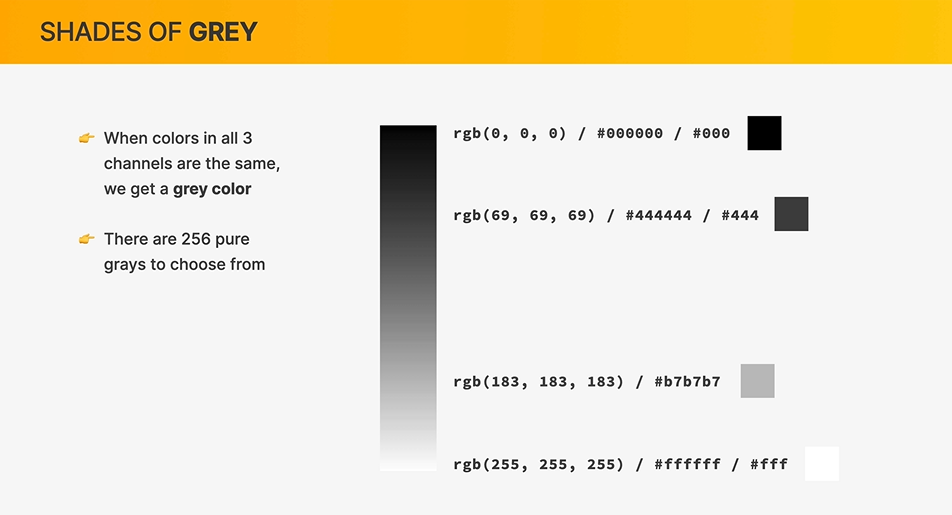 SHADES OF GREY
👉 When colors in all 3
channels are the same,
we get a grey color
👉 There are 256 pure
grays to choose from
rgb(0, 0, 0) / #000000 / #000
rgb(69, 69, 69) / #444444 / #444
rgb(183, 183, 183) / #b7b7b7
rgb(255, 255, 255) / #ffffff / #fff